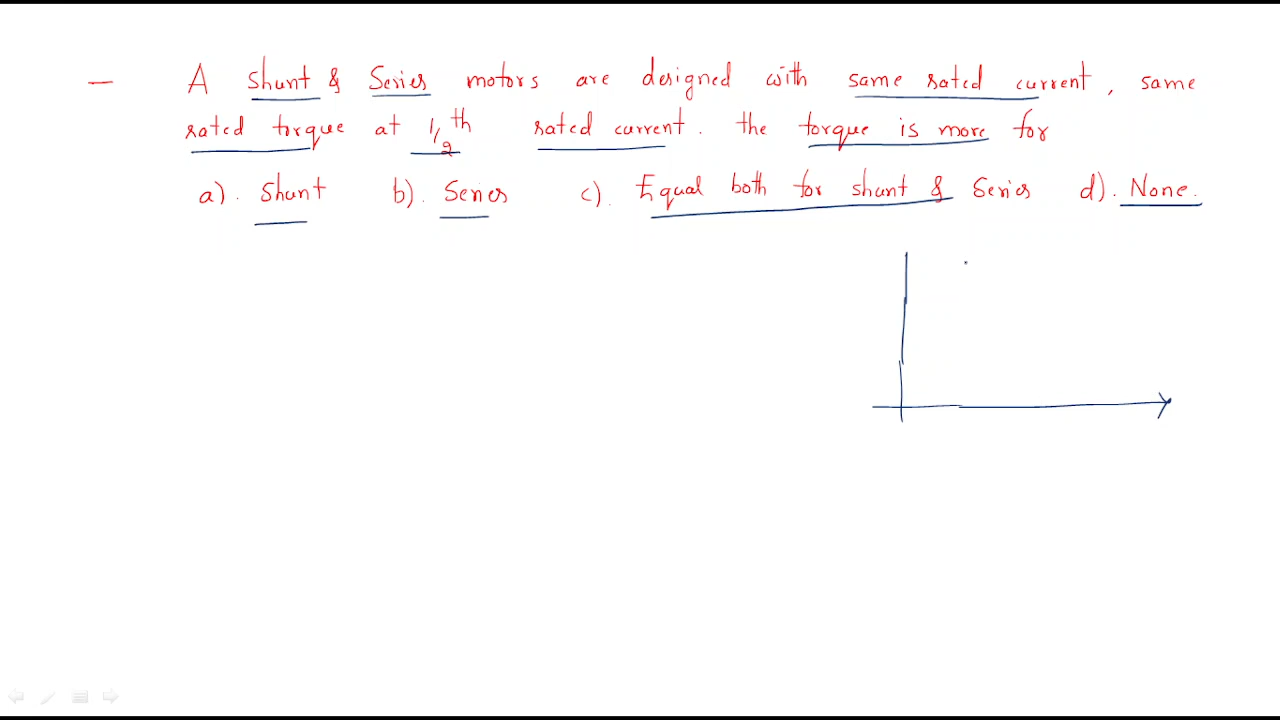 — A shunt & Series motors are designed with same rated current, same
rated torque at 1/2th rated current. the torque is more for
a). Shunt b). Series c). Equal both for shunt & Series d). None.